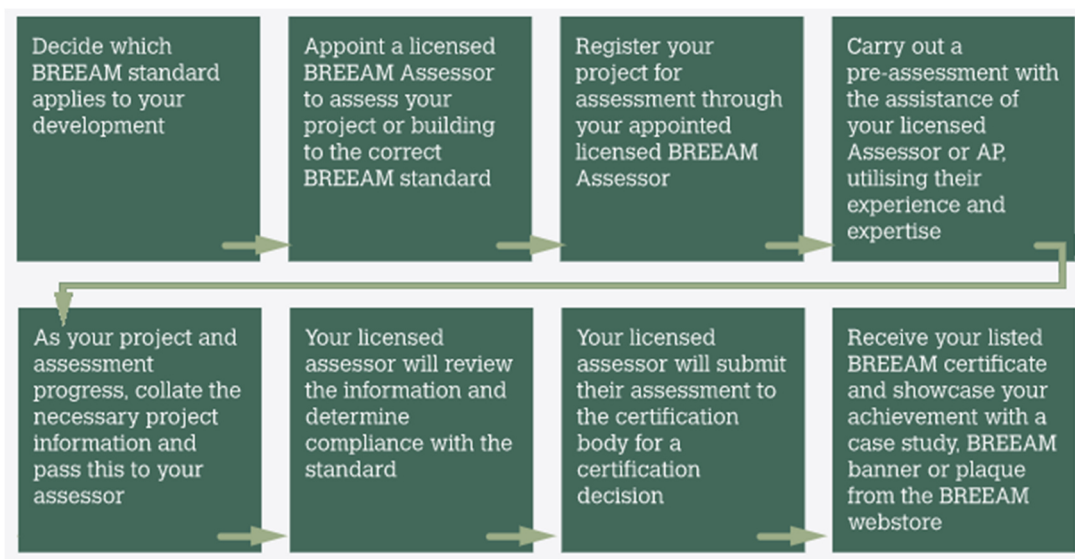 Decide which
BREEAM standard
applies to your
development
Appoint a licensed
BREEAM Assessor
to assess your
project or building
to the correct
BREEAM standard
Register your
project for
assessment through
your appointed
licensed BREEAM
Assessor
Carry out a
pre-assessment with
the assistance of
your licensed
Assessor or AP,
utilising their
experience and
expertise
As your project and
assessment
progress, collate the
necessary project
information and
pass this to your
assessor
Your licensed
assessor will review
the information and
determine
compliance with the
standard
Your licensed
assessor will submit
their assessment to
the certification
body for a
certification
decision
Receive your listed
BREEAM certificate
and showcase your
achievement with a
case study, BREEAM
banner or plaque
from the BREEAM
webstore